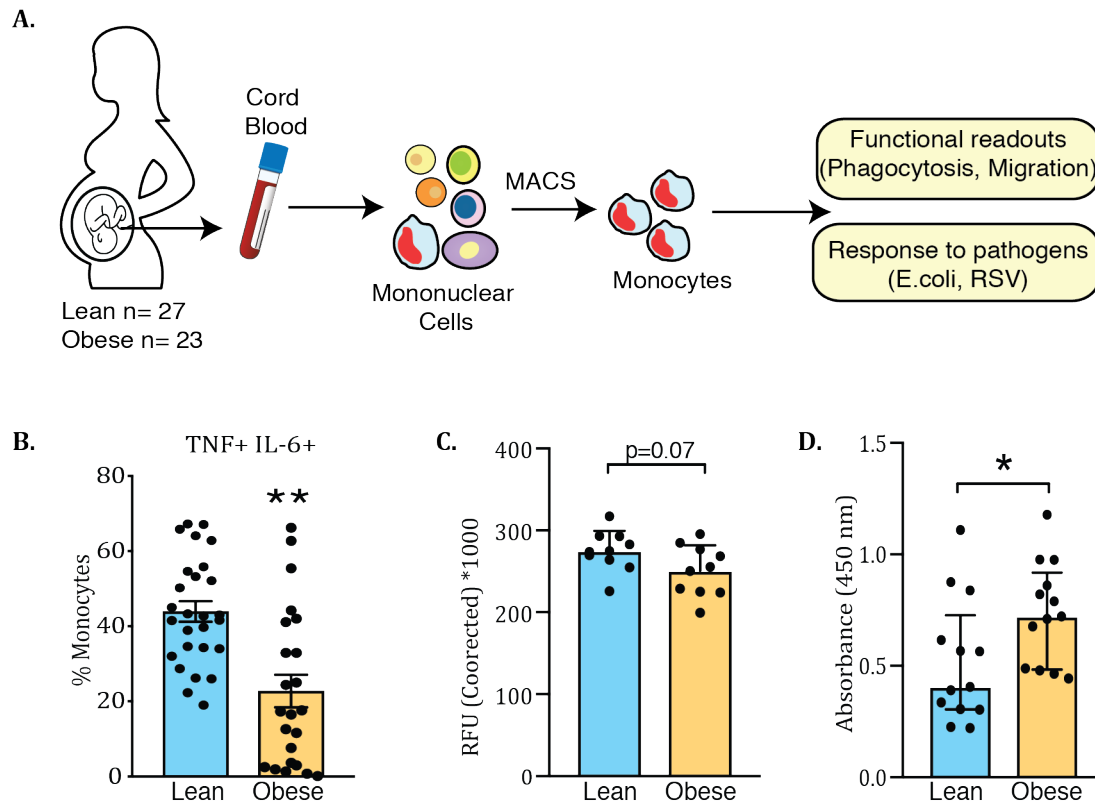 A.
Cord
Blood
MACS
Functional readouts
(Phagocytosis, Migration)
Response to pathogens
(E.coli, RSV)
Mononuclear
Cells
Monocytes
Lean n= 27
Obese n= 23
B.
TNF+ IL-6+
% Monocytes
80
60
40
20
0
**
Lean
Obese
C.
RFU (Coorected) *1000
400
300
200
100
0
p=0.07
Lean
Obese
D.
Absorbance (450 nm)
1.5
1.0
0.5
0.0
*
Lean
Obese